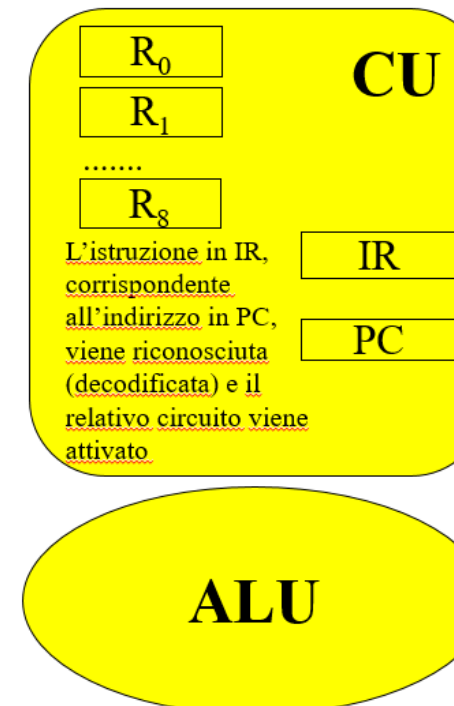 R0
CU
R1
.......
R8
L'istruzione in IR,
corrispondente
all'indirizzo in PC,
viene riconosciuta
(decodificata) e il
relativo circuito viene
attivato
IR
PC
ALU